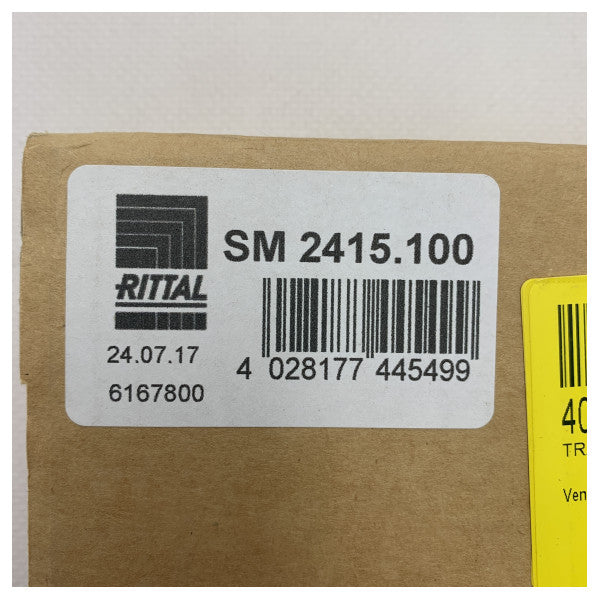 SM 2415.100
RITTAL
24.07.17
6167800
4 028177 445499
40
TR
Ven